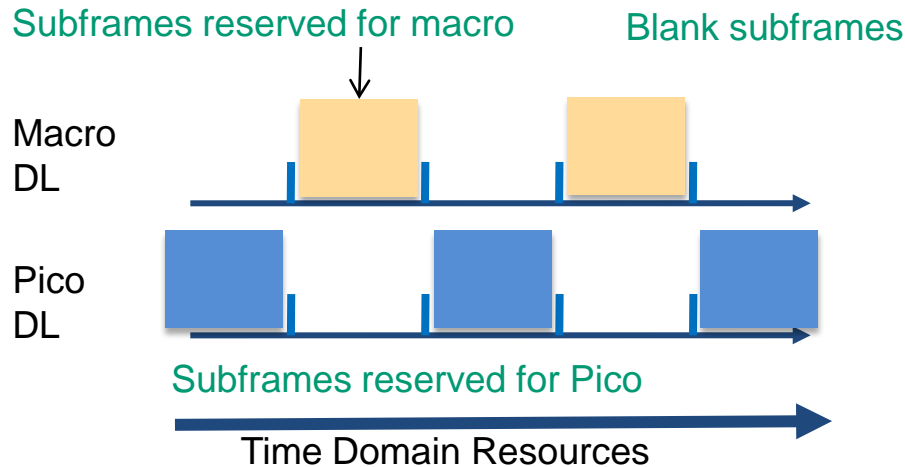 Subframes reserved for macro
Blank subframes
Macro
DL
Pico
DL
Subframes reserved for Pico
Time Domain Resources